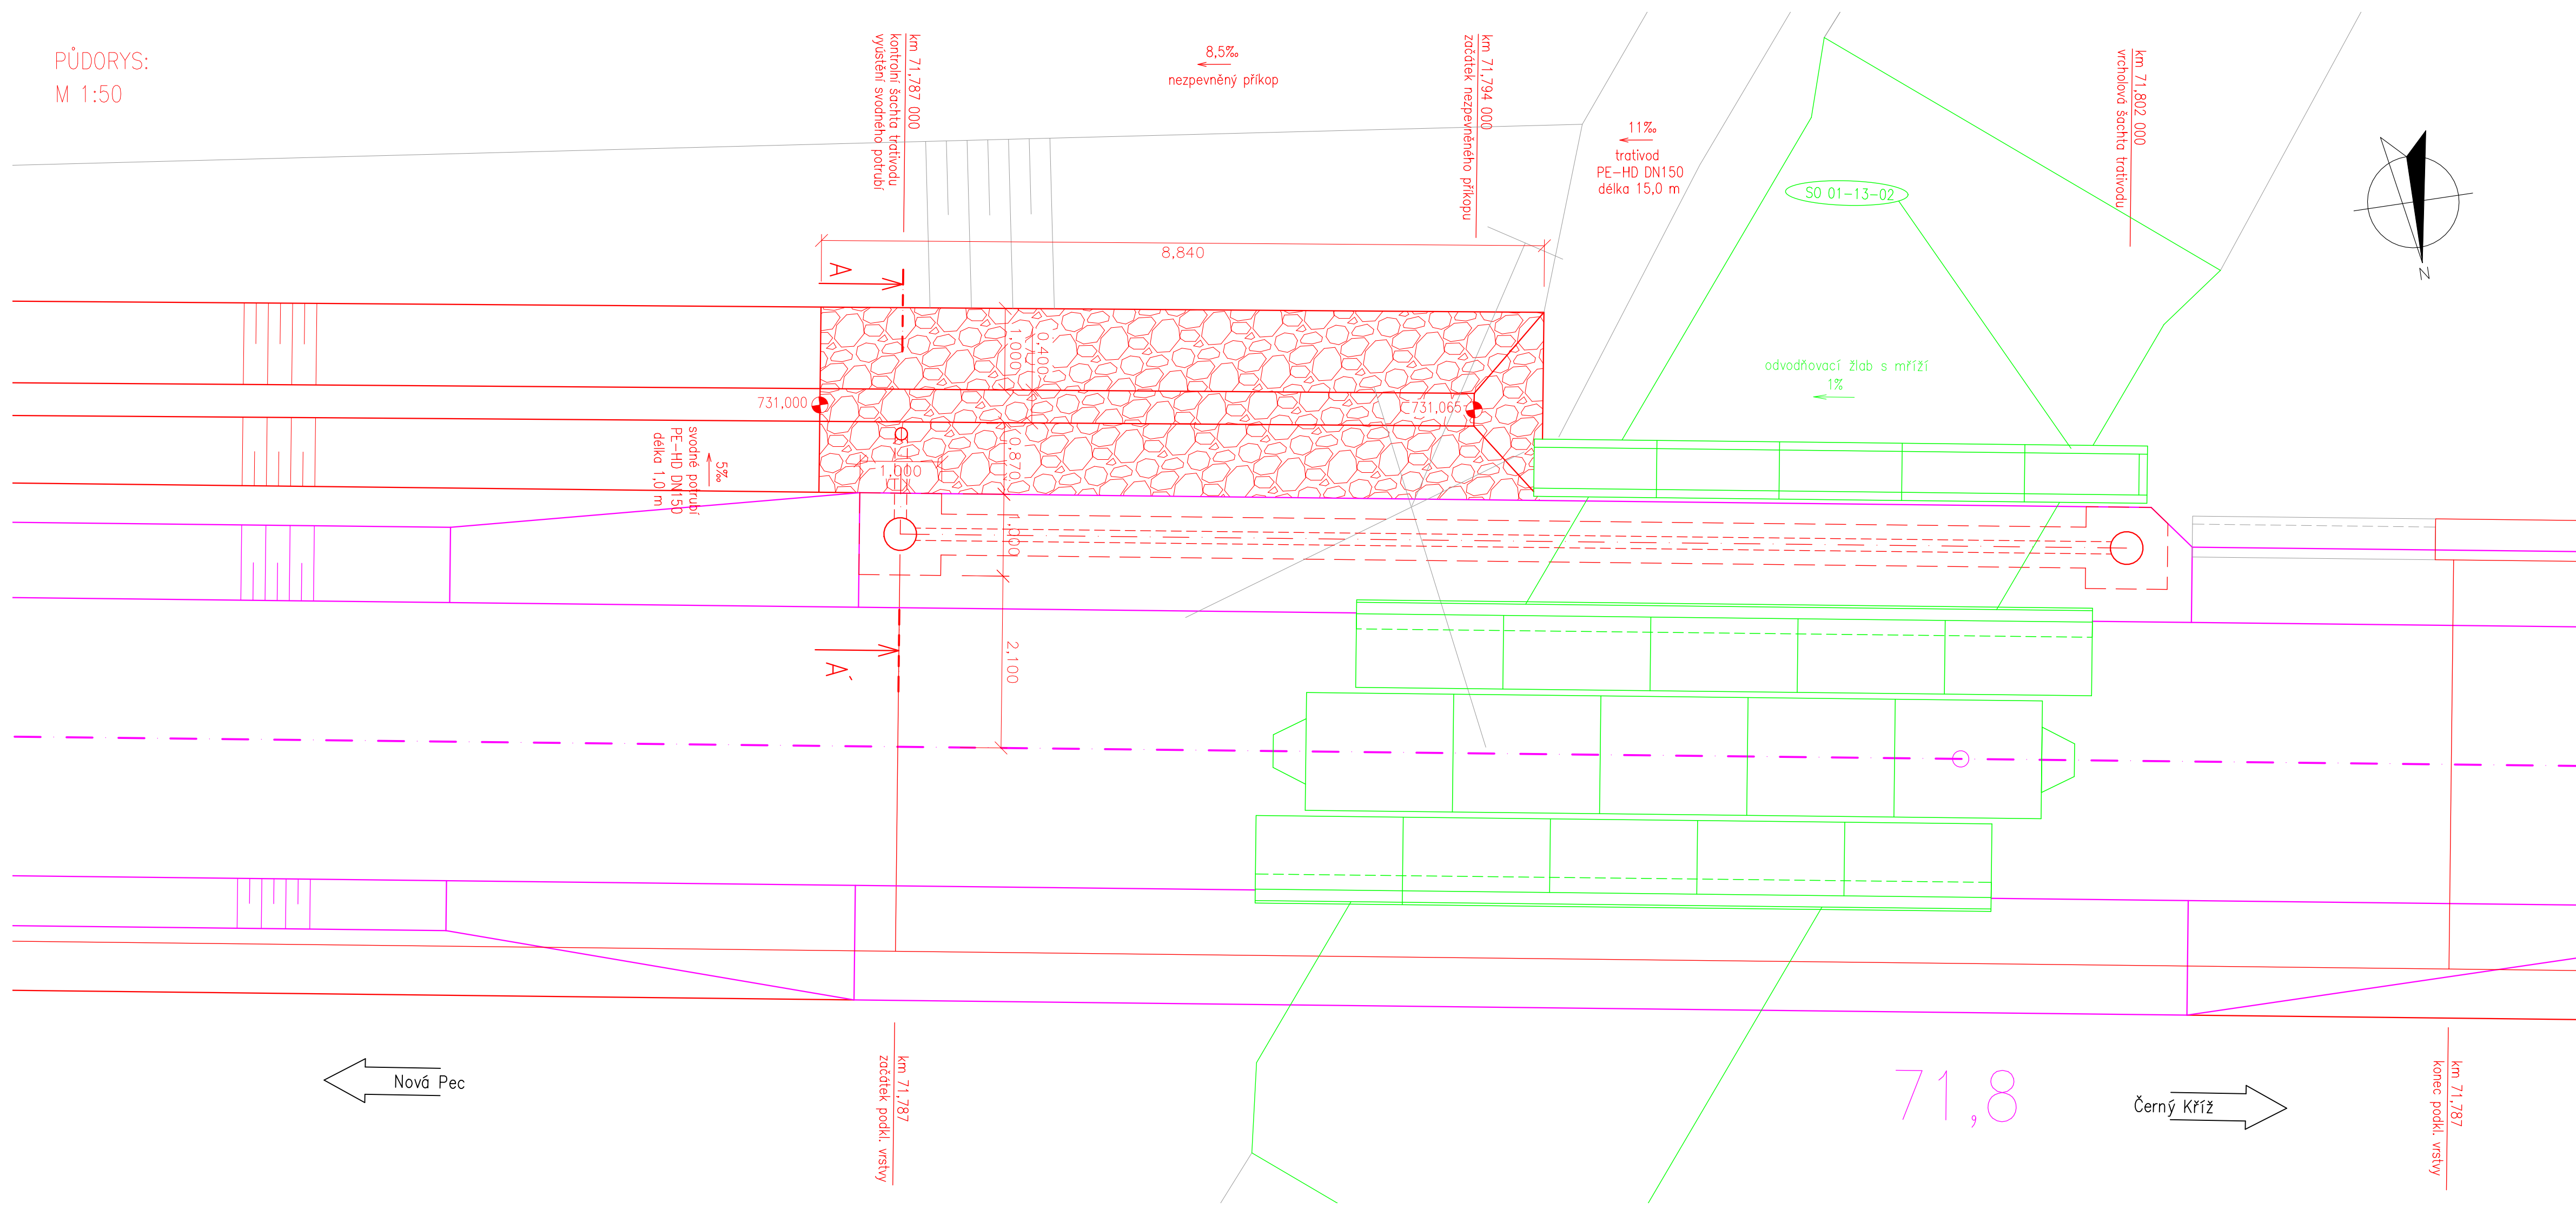 PŮDORYS:
M 1:50
km 71,787 000
kontrolní šachta trativodu
vyústění svodného potrubí
8,5‰
nezpevněný příkop
km 71,794 000
začátek nezpevněného příkopu
11‰
trativod
PE-HD DN150
délka 15,0 m
SO 01-13-02
km 71,802 000
vrcholová šachta trativodu
N
8,840
A
1,000
0,400
731,000
731,065
odvodňovací žlab s mříží
1%
5‰
svodné potrubí
PE-HD DN150
délka 1,0 m
1,000
0,870
1,000
2,100
A´
Nová Pec
km 71,787
začátek podkl. vrstvy
71,8
Černý Kříž
km 71,787
konec podkl. vrstvy